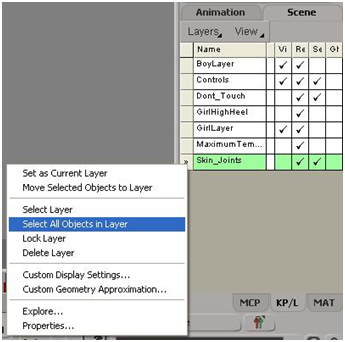 Animation Scene
Layers View
Name Vi Re Se Gt
BoyLayer
Controls
Dont_Touch
GirlHighHeel
GirlLayer
MaximumTem...
» Skin_Joints
Set as Current Layer
Move Selected Objects to Layer
Select Layer
Select All Objects in Layer
Lock Layer
Delete Layer
Custom Display Settings...
Custom Geometry Approximation...
Explore...
Properties...
MCP KP/L MAT